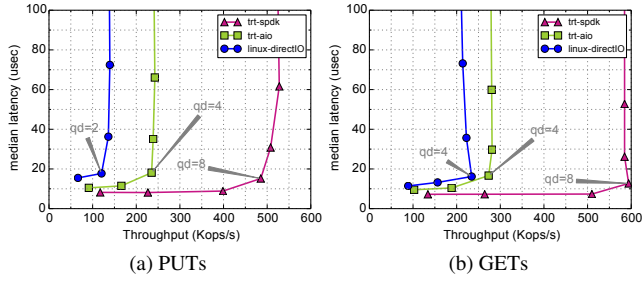 100
80
60
40
20
0
median latency (usec)
trt-spdk
trt-aio
linux-directIO
qd=2
qd=4
qd=8
0 100 200 300 400 500 600
Throughput (Kops/s)
(a) PUTs
100
80
60
40
20
0
median latency (usec)
trt-spdk
trt-aio
linux-directIO
qd=4
qd=4
qd=8
0 100 200 300 400 500 600
Throughput (Kops/s)
(b) GETs